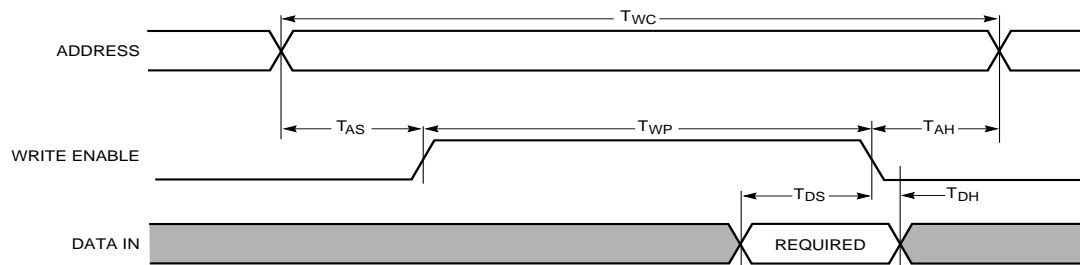 TWC
ADDRESS
TAS
TWP
TAH
WRITE ENABLE
TDS
TDH
DATA IN
REQUIRED